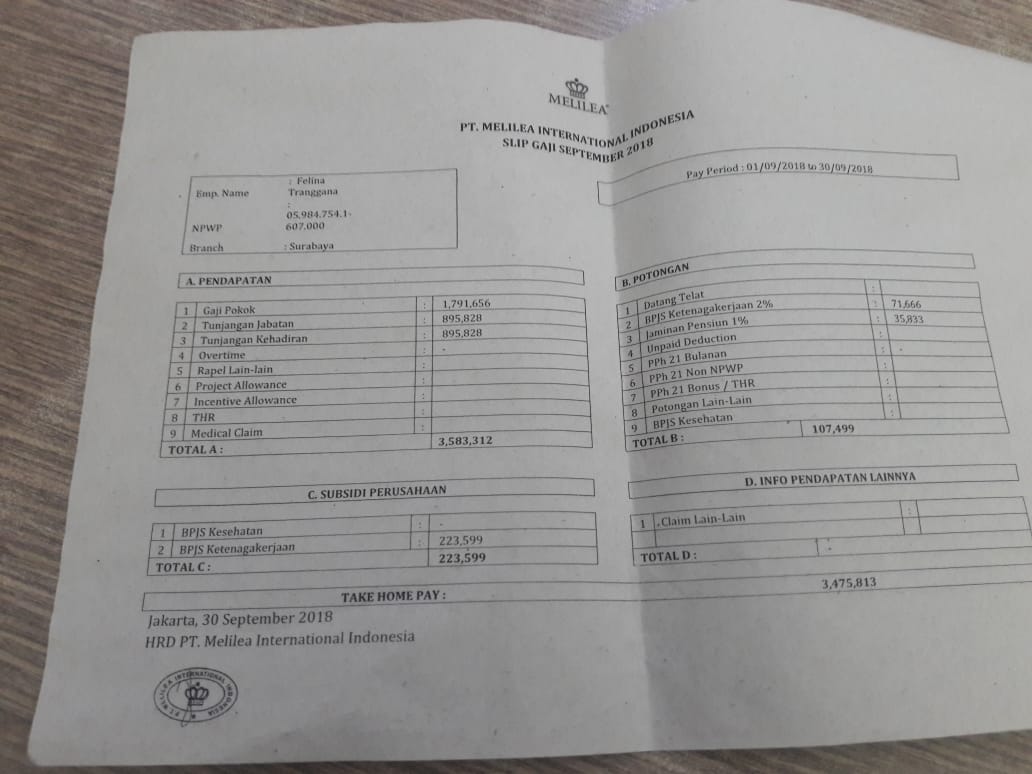 MELILEA
PT. MELILEA INTERNATIONAL INDONESIA
SLIP GAJI SEPTEMBER 2018
Pay Period : 01/09/2018 to 30/09/2018
Emp. Name : Felina Tranggana
NPWP : 05.984.754.1-607.000
Branch : Surabaya
A. PENDAPATAN
1 Gaji Pokok : 1,791,656
2 Tunjangan Jabatan : 895,828
3 Tunjangan Kehadiran : 895,828
4 Overtime : -
5 Rapel Lain-lain :
6 Project Allowance :
7 Incentive Allowance :
8 THR :
9 Medical Claim :
TOTAL A : 3,583,312
B. POTONGAN
1 Datang Telat :
2 BPJS Ketenagakerjaan 2% : 71,666
3 Jaminan Pensiun 1% : 35,833
4 Unpaid Deduction :
5 PPh 21 Bulanan : -
6 PPh 21 Non NPWP :
7 PPh 21 Bonus / THR :
8 Potongan Lain-Lain :
9 BPJS Kesehatan :
TOTAL B : 107,499
C. SUBSIDI PERUSAHAAN
1 BPJS Kesehatan : -
2 BPJS Ketenagakerjaan : 223,599
TOTAL C : 223,599
D. INFO PENDAPATAN LAINNYA
1 Claim Lain-Lain :
:
TOTAL D : -
TAKE HOME PAY : 3,475,813
Jakarta, 30 September 2018
HRD PT. Melilea International Indonesia
PT. MELILEA INTERNATIONAL INDONESIA